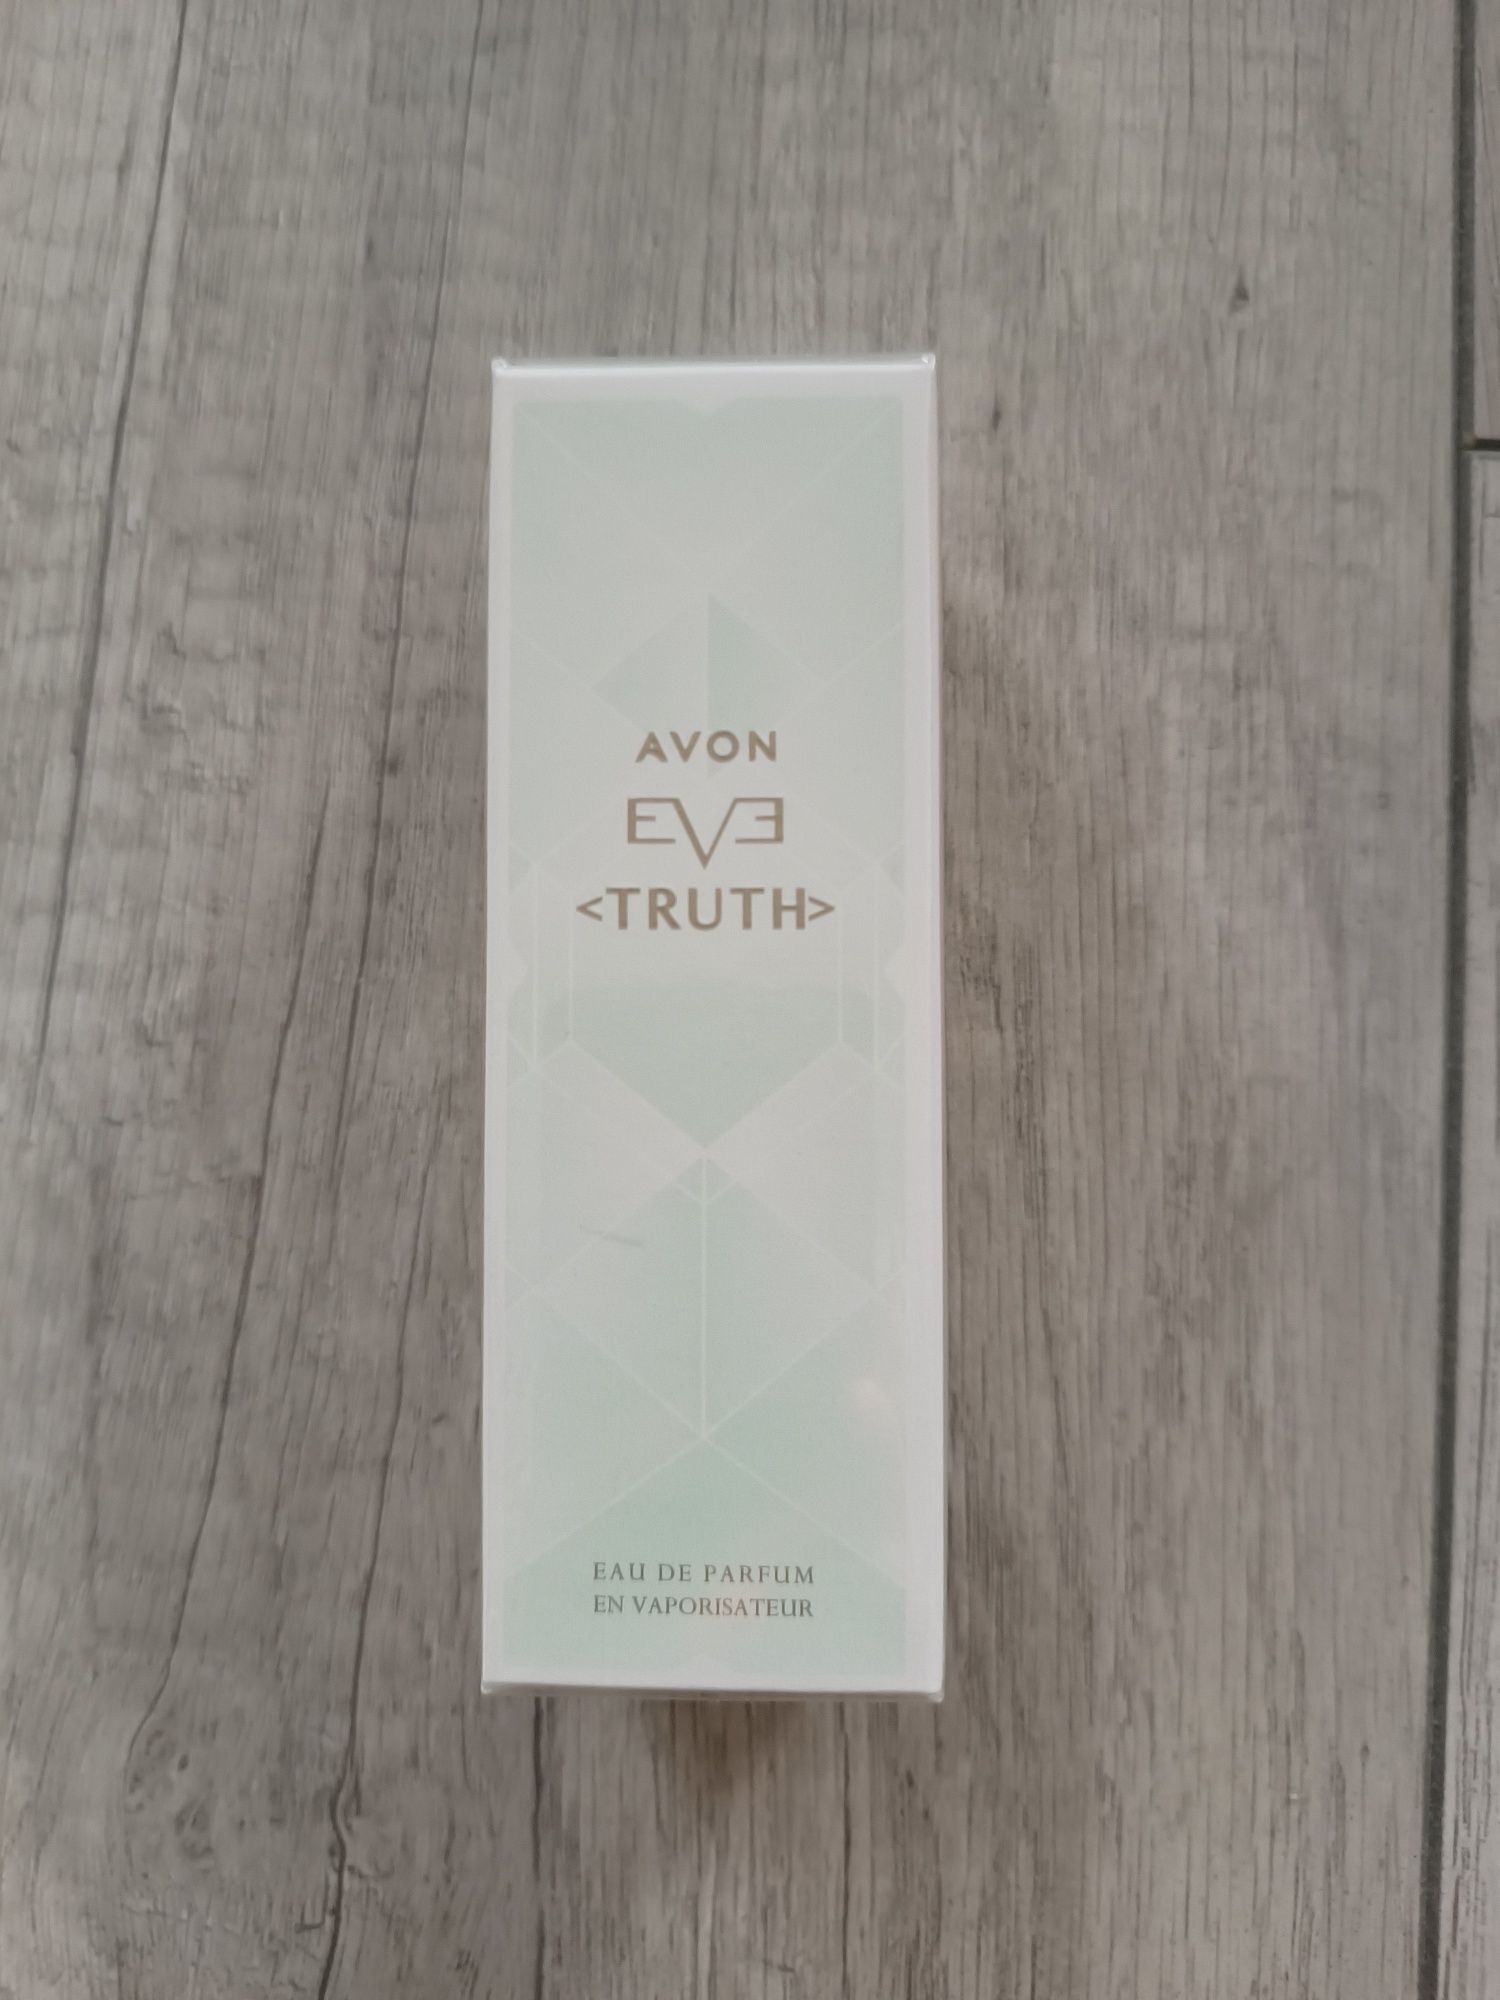 AVON
EVE
<TRUTH>
EAU DE PARFUM
EN VAPORISATEUR